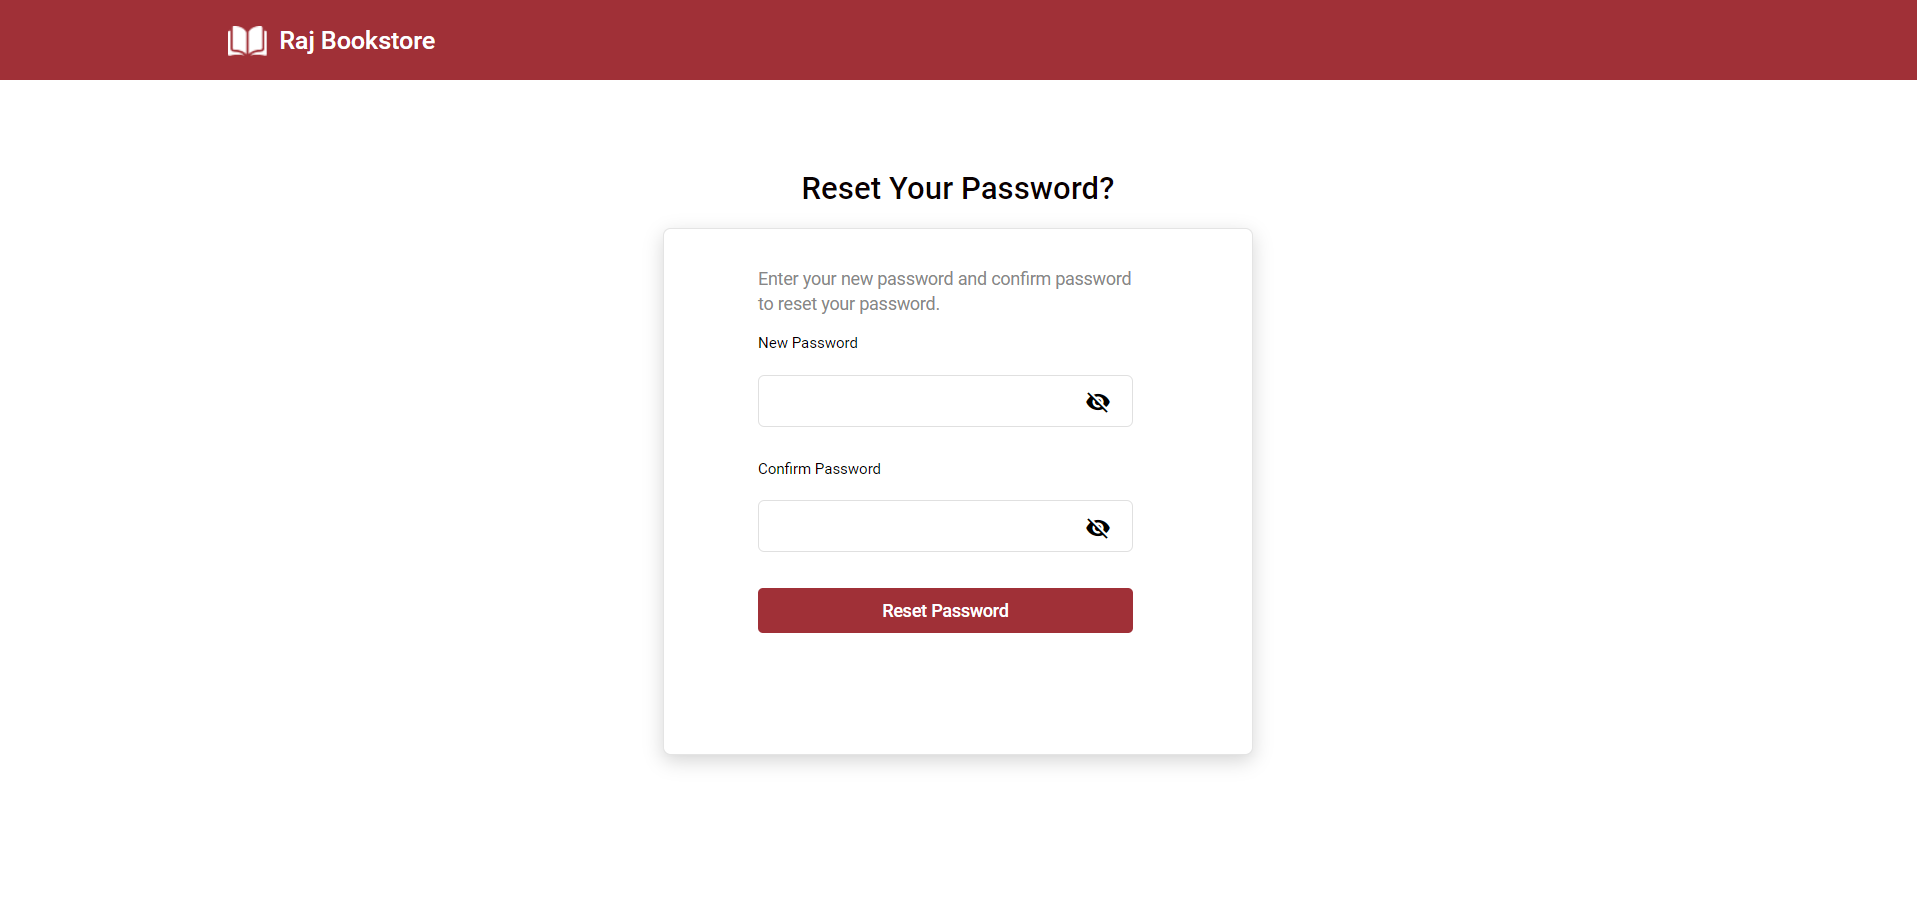 Raj Bookstore
Reset Your Password?
Enter your new password and confirm password
to reset your password.
New Password
Confirm Password
Reset Password